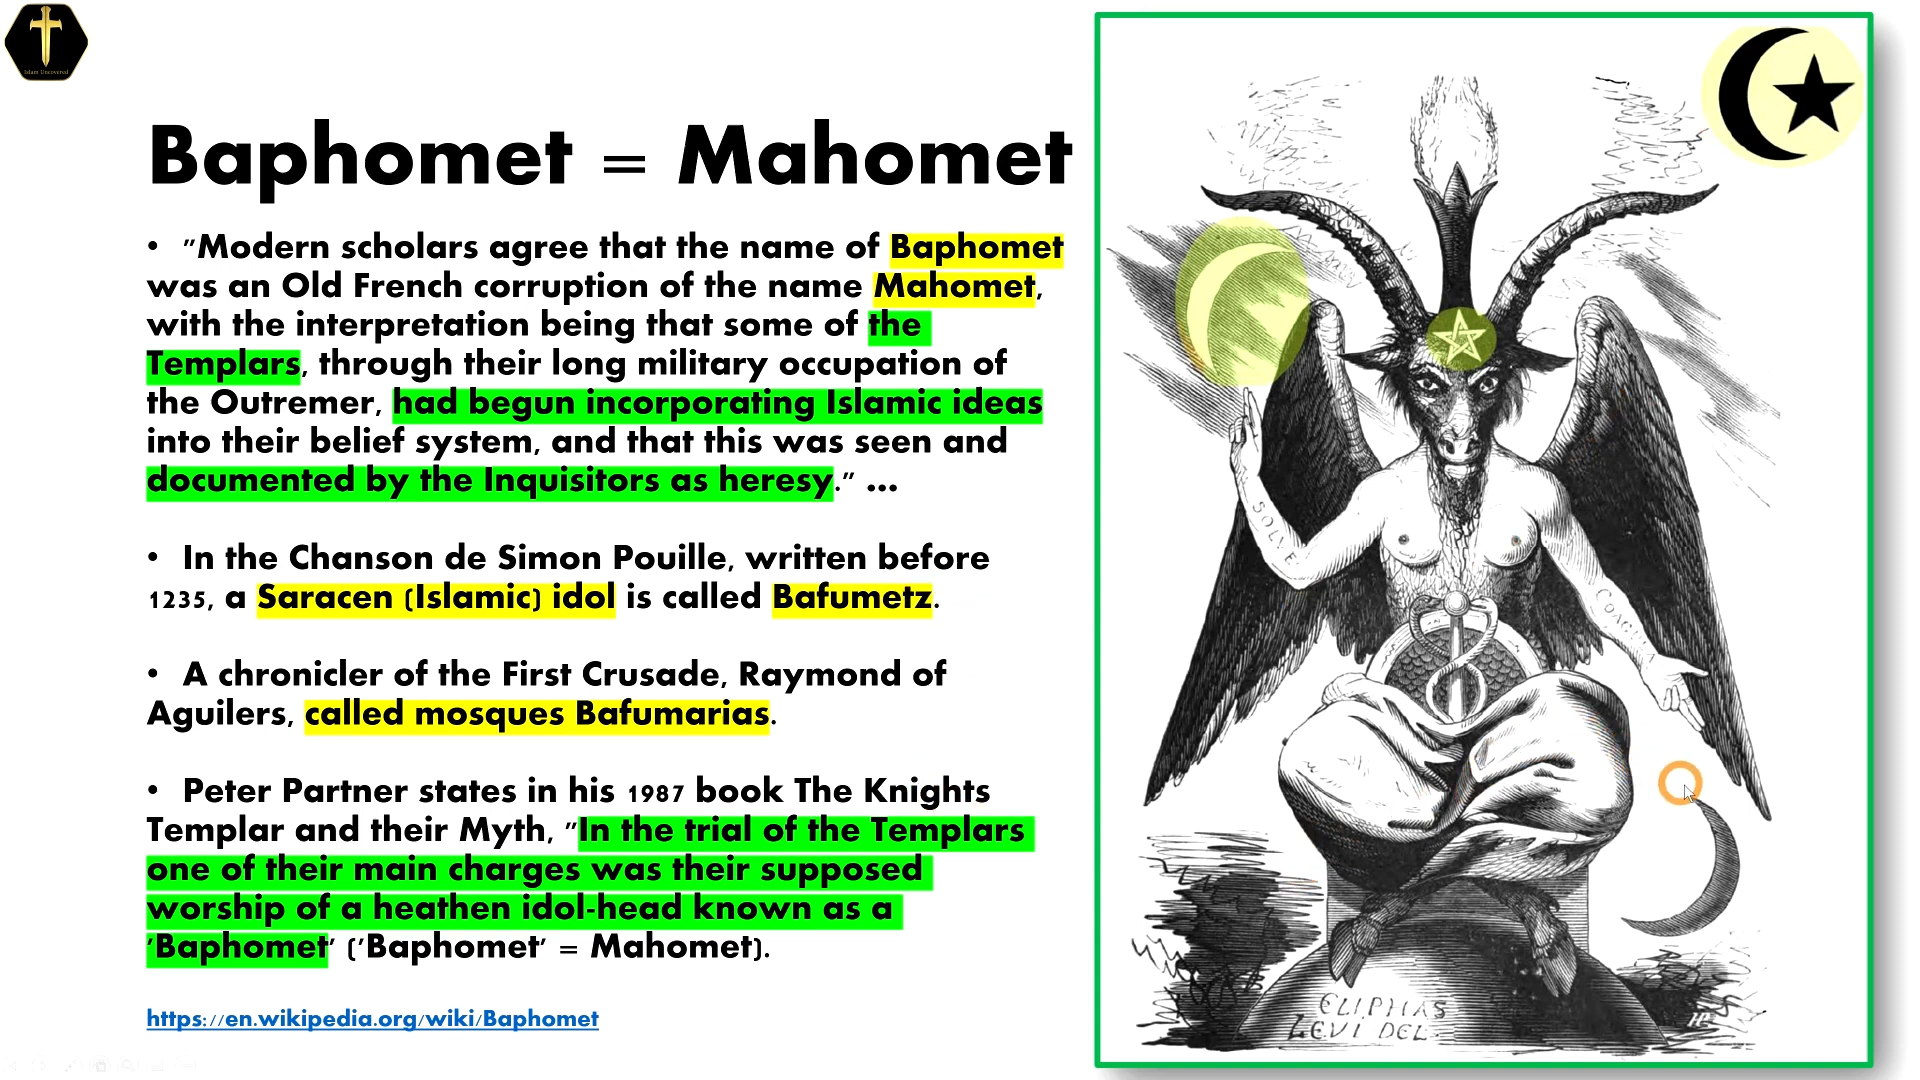 Islam Uncovered
Baphomet = Mahomet
• "Modern scholars agree that the name of Baphomet
was an Old French corruption of the name Mahomet,
with the interpretation being that some of the
Templars, through their long military occupation of
the Outremer, had begun incorporating Islamic ideas
into their belief system, and that this was seen and
documented by the Inquisitors as heresy." ...
• In the Chanson de Simon Pouille, written before
1235, a Saracen (Islamic) idol is called Bafumetz.
• A chronicler of the First Crusade, Raymond of
Aguilers, called mosques Bafumarias.
• Peter Partner states in his 1987 book The Knights
Templar and their Myth, "In the trial of the Templars
one of their main charges was their supposed
worship of a heathen idol-head known as a
'Baphomet' ('Baphomet' = Mahomet).
https://en.wikipedia.org/wiki/Baphomet
SOLVE
ELIPHAS
LEVI DEL